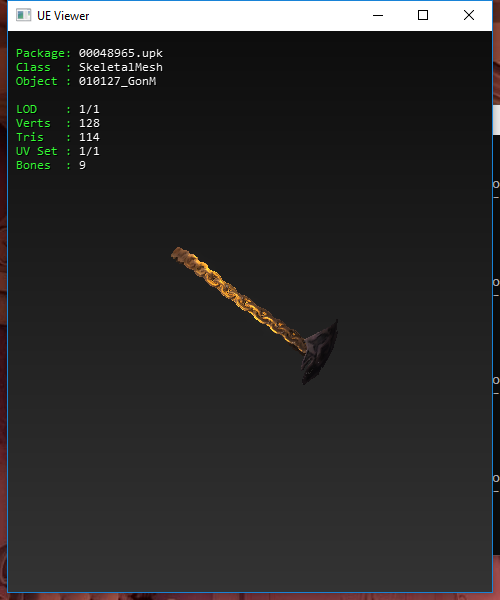 UE Viewer
Package: 00048965.upk
Class  : SkeletalMesh
Object : 010127_GonM
LOD    : 1/1
Verts  : 128
Tris   : 114
UV Set : 1/1
Bones  : 9